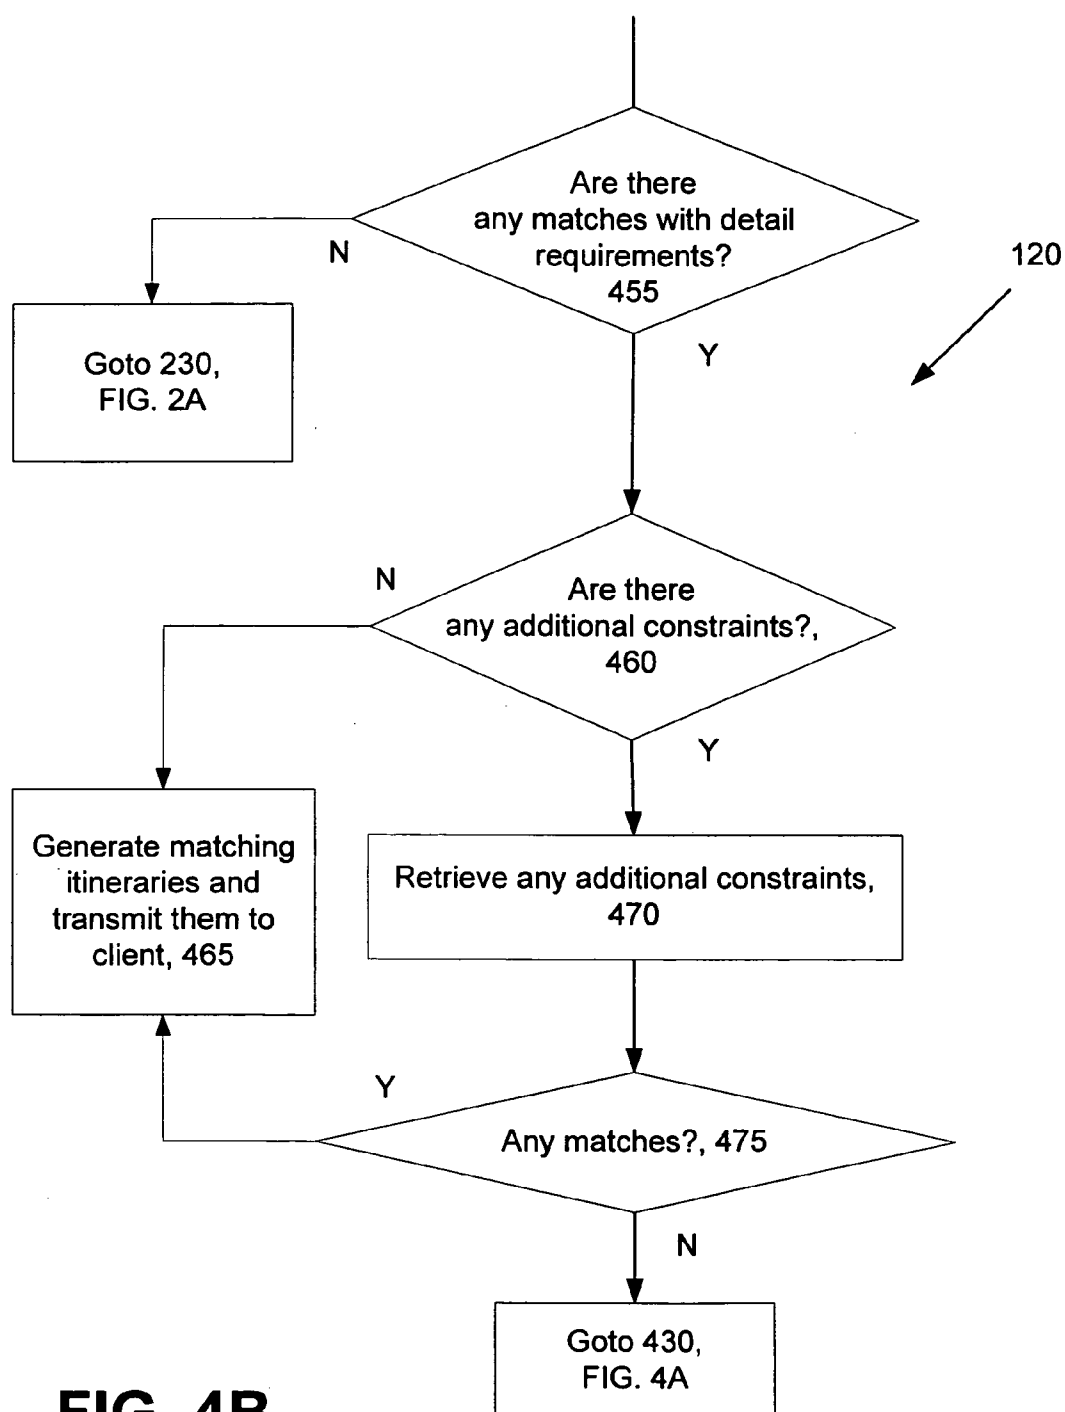 Are there
any matches with detail
requirements?
455
N
120
Y
Goto 230,
FIG. 2A
N
Are there
any additional constraints?,
460
Y
Generate matching
itineraries and
transmit them to
client, 465
Retrieve any additional constraints,
470
Y
Any matches?, 475
N
Goto 430,
FIG. 4A
FIG. 4B